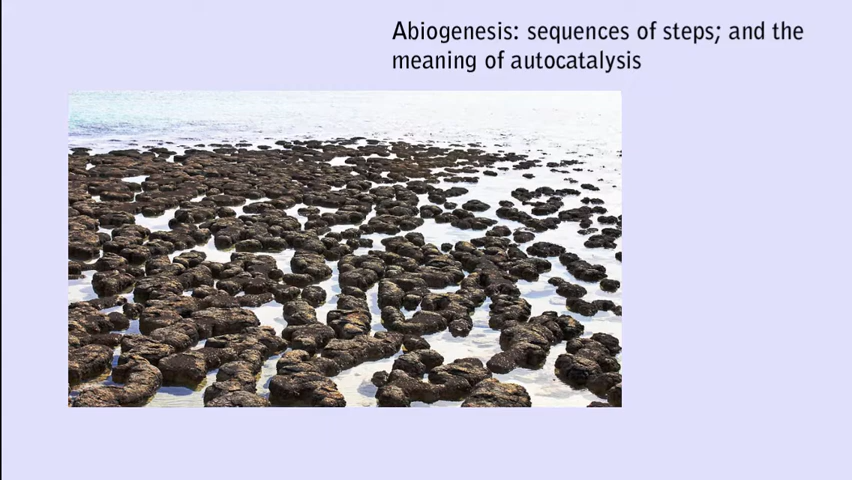 Abiogenesis: sequences of steps; and the
meaning of autocatalysis